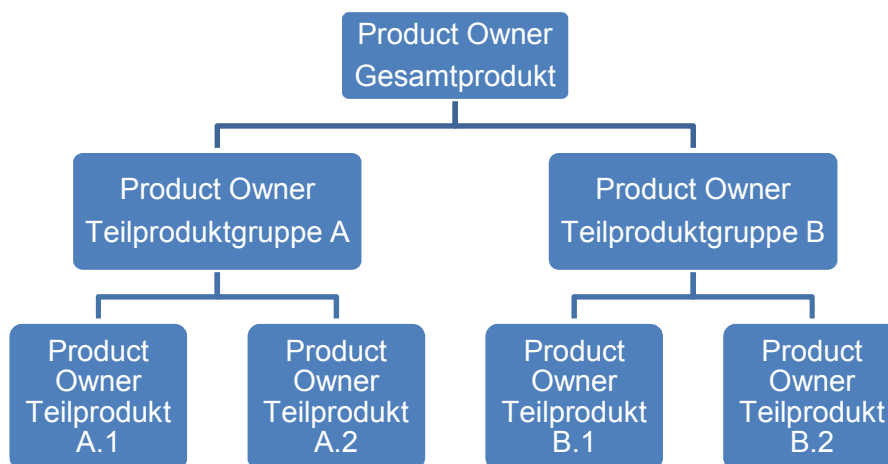 Product Owner
Gesamtprodukt
Product Owner
Teilproduktgruppe A
Product Owner
Teilproduktgruppe B
Product
Owner
Teilprodukt
A.1
Product
Owner
Teilprodukt
A.2
Product
Owner
Teilprodukt
B.1
Product
Owner
Teilprodukt
B.2